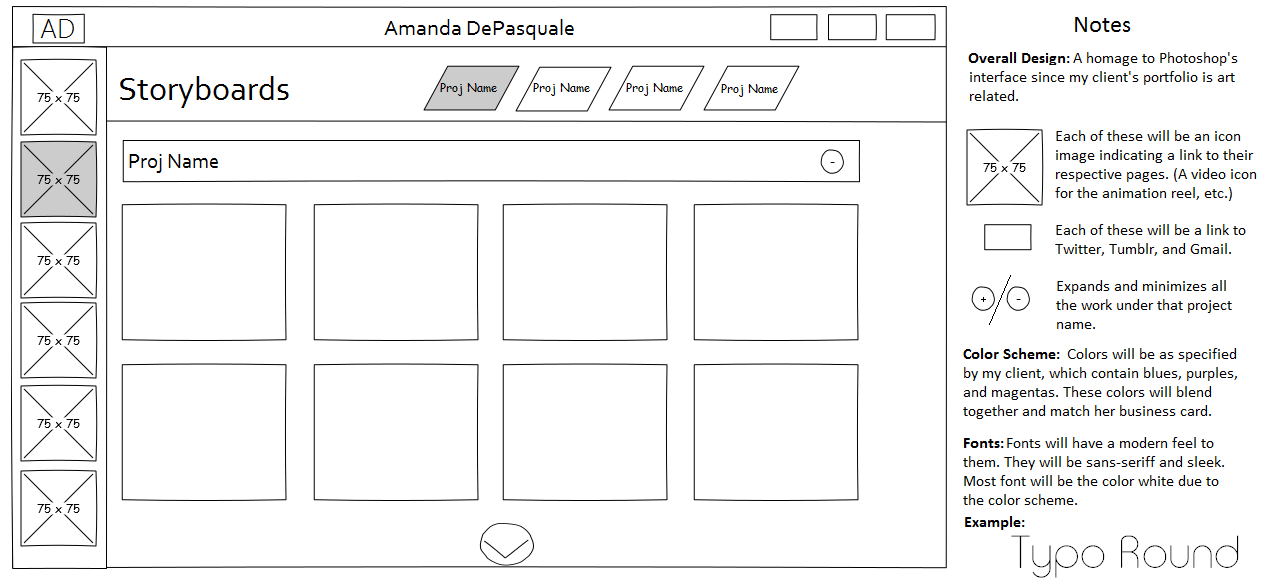 AD
Amanda DePasquale
75 x 75
75 x 75
75 x 75
75 x 75
75 x 75
75 x 75
Storyboards
Proj Name
Proj Name
Proj Name
Proj Name
Proj Name
-
Notes
Overall Design: A homage to Photoshop's
interface since my client's portfolio is art
related.
75 x 75
Each of these will be an icon
image indicating a link to their
respective pages. (A video icon
for the animation reel, etc.)
Each of these will be a link to
Twitter, Tumblr, and Gmail.
+ / -
Expands and minimizes all
the work under that project
name.
Color Scheme: Colors will be as specified
by my client, which contain blues, purples,
and magentas. These colors will blend
together and match her business card.
Fonts: Fonts will have a modern feel to
them. They will be sans-seriff and sleek.
Most font will be the color white due to
the color scheme.
Example:
Typo Round